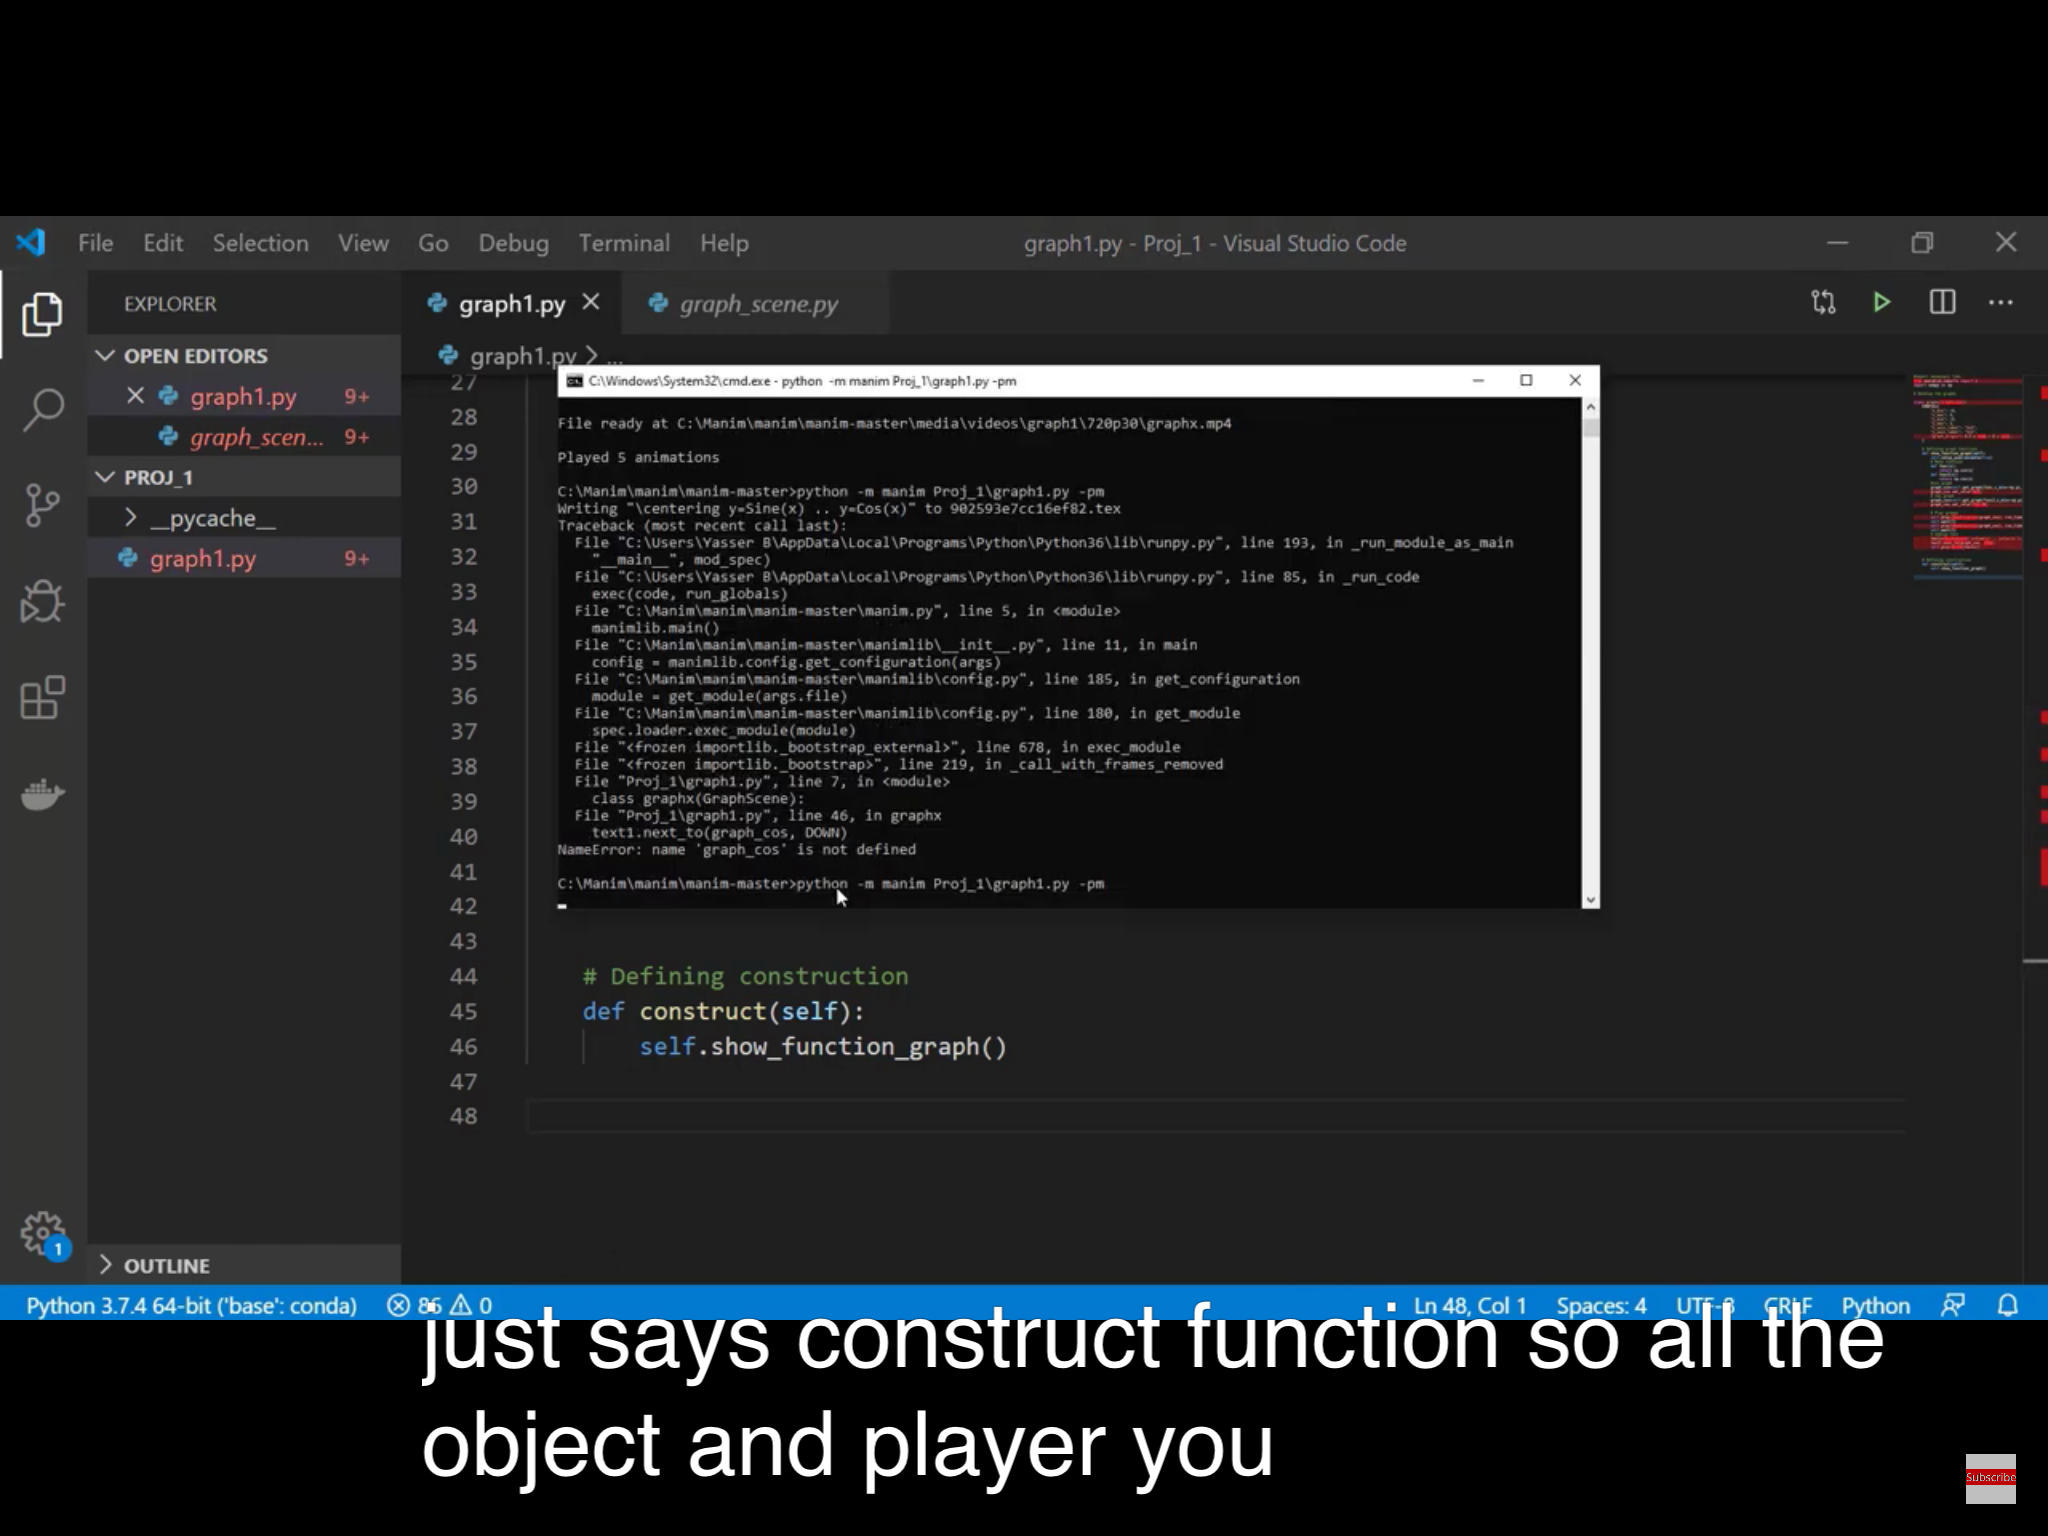 File Edit Selection View Go Debug Terminal Help graph1.py - Proj_1 - Visual Studio Code
EXPLORER
OPEN EDITORS
graph1.py 9+
graph_scen... 9+
PROJ_1
__pycache__
graph1.py 9+
OUTLINE
graph1.py graph_scene.py
graph1.py > ...
C:\Windows\System32\cmd.exe - python -m manim Proj_1\graph1.py -pm
File ready at C:\Manim\manim\manim-master\media\videos\graph1\720p30\graphx.mp4
Played 5 animations
C:\Manim\manim\manim-master>python -m manim Proj_1\graph1.py -pm
Writing "\centering y=Sine(x) .. y=Cos(x)" to 902593e7cc16ef82.tex
Traceback (most recent call last):
File "C:\Users\Yasser B\AppData\Local\Programs\Python\Python36\lib\runpy.py", line 193, in _run_module_as_main
"__main__", mod_spec)
File "C:\Users\Yasser B\AppData\Local\Programs\Python\Python36\lib\runpy.py", line 85, in _run_code
exec(code, run_globals)
File "C:\Manim\manim\manim-master\manim.py", line 5, in <module>
manimlib.main()
File "C:\Manim\manim\manim-master\manimlib\__init__.py", line 11, in main
config = manimlib.config.get_configuration(args)
File "C:\Manim\manim\manim-master\manimlib\config.py", line 185, in get_configuration
module = get_module(args.file)
File "C:\Manim\manim\manim-master\manimlib\config.py", line 180, in get_module
spec.loader.exec_module(module)
File "<frozen importlib._bootstrap_external>", line 678, in exec_module
File "<frozen importlib._bootstrap>", line 219, in _call_with_frames_removed
File "Proj_1\graph1.py", line 7, in <module>
class graphx(GraphScene):
File "Proj_1\graph1.py", line 46, in graphx
text1.next_to(graph_cos, DOWN)
NameError: name 'graph_cos' is not defined
C:\Manim\manim\manim-master>python -m manim Proj_1\graph1.py -pm
27
28
29
30
31
32
33
34
35
36
37
38
39
40
41
42
43
44 # Defining construction
45 def construct(self):
46 self.show_function_graph()
47
48
1
Python 3.7.4 64-bit ('base': conda) 86 0 Ln 48, Col 1 Spaces: 4 UTF-8 CRLF Python
just says construct function so all the
object and player you
Subscribe